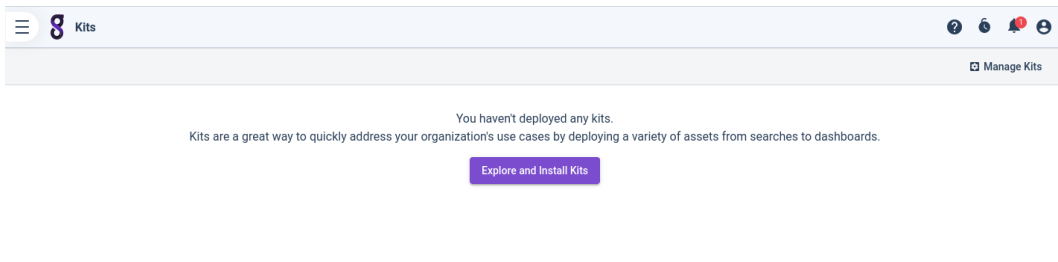 Kits
1
Manage Kits
You haven't deployed any kits.
Kits are a great way to quickly address your organization's use cases by deploying a variety of assets from searches to dashboards.
Explore and Install Kits